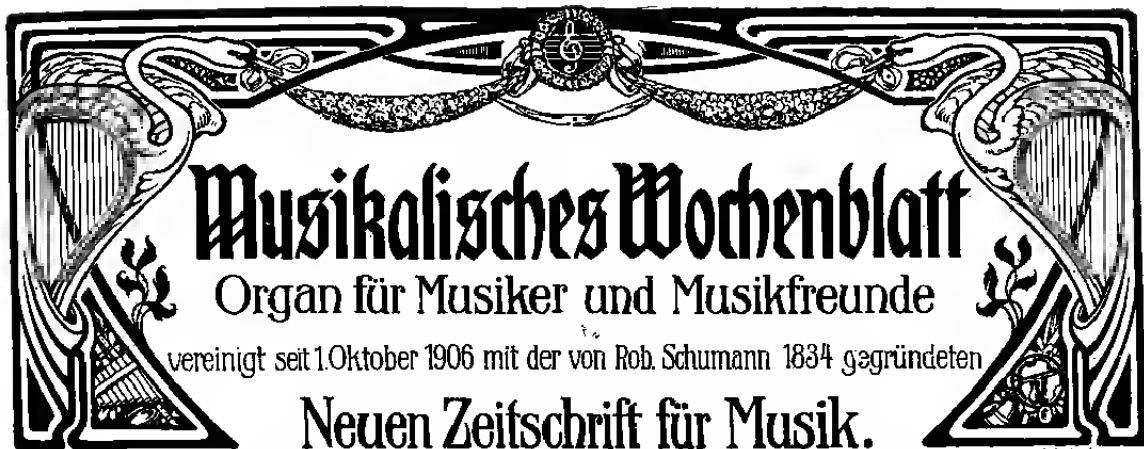 Musikalisches Wochenblatt
Organ für Musiker und Musikfreunde
vereinigt seit 1. Oktober 1906 mit der von Rob. Schumann 1834 gegründeten
Neuen Zeitschrift für Musik.